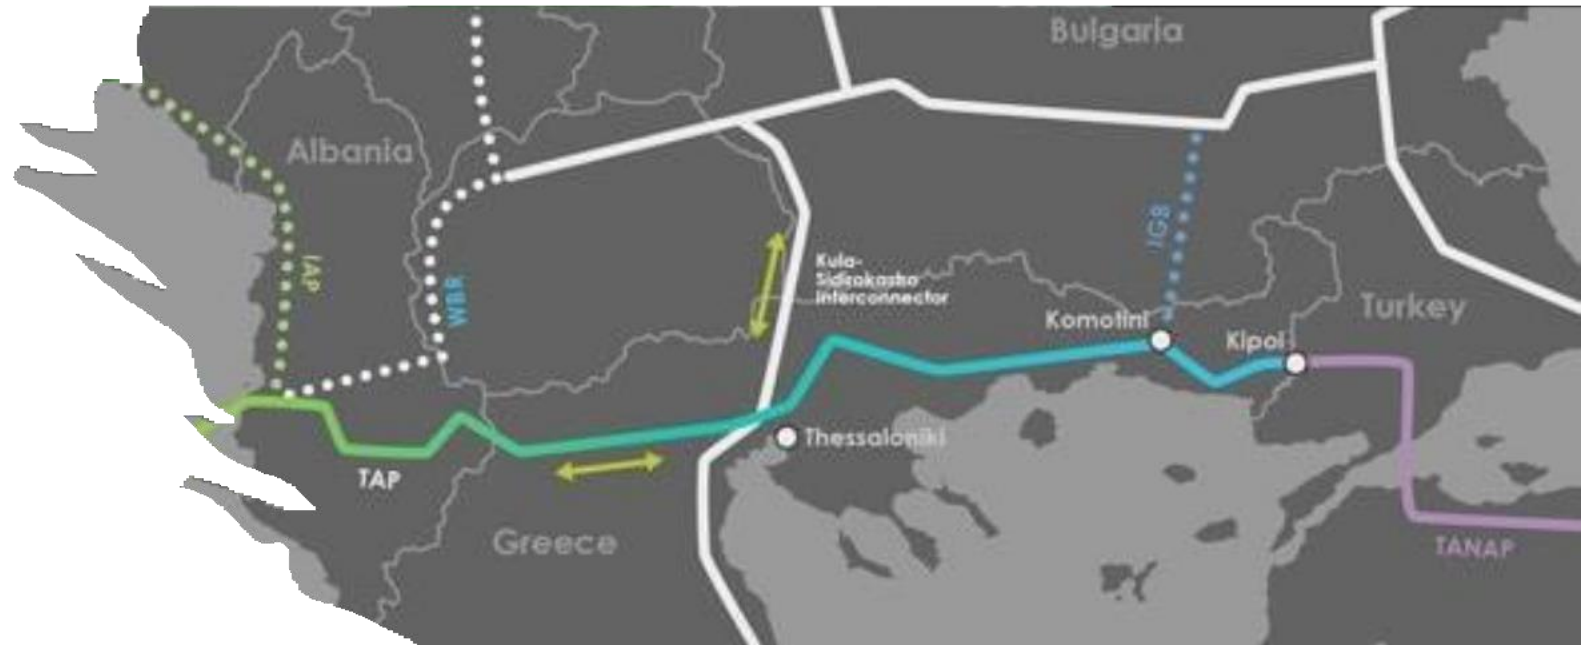 Bulgaria
Albania
IAP
WBR
IGB
Kula-
Sidirokastro
Interconnector
Turkey
Komotini
Kipoi
Thessaloniki
TAP
Greece
TANAP